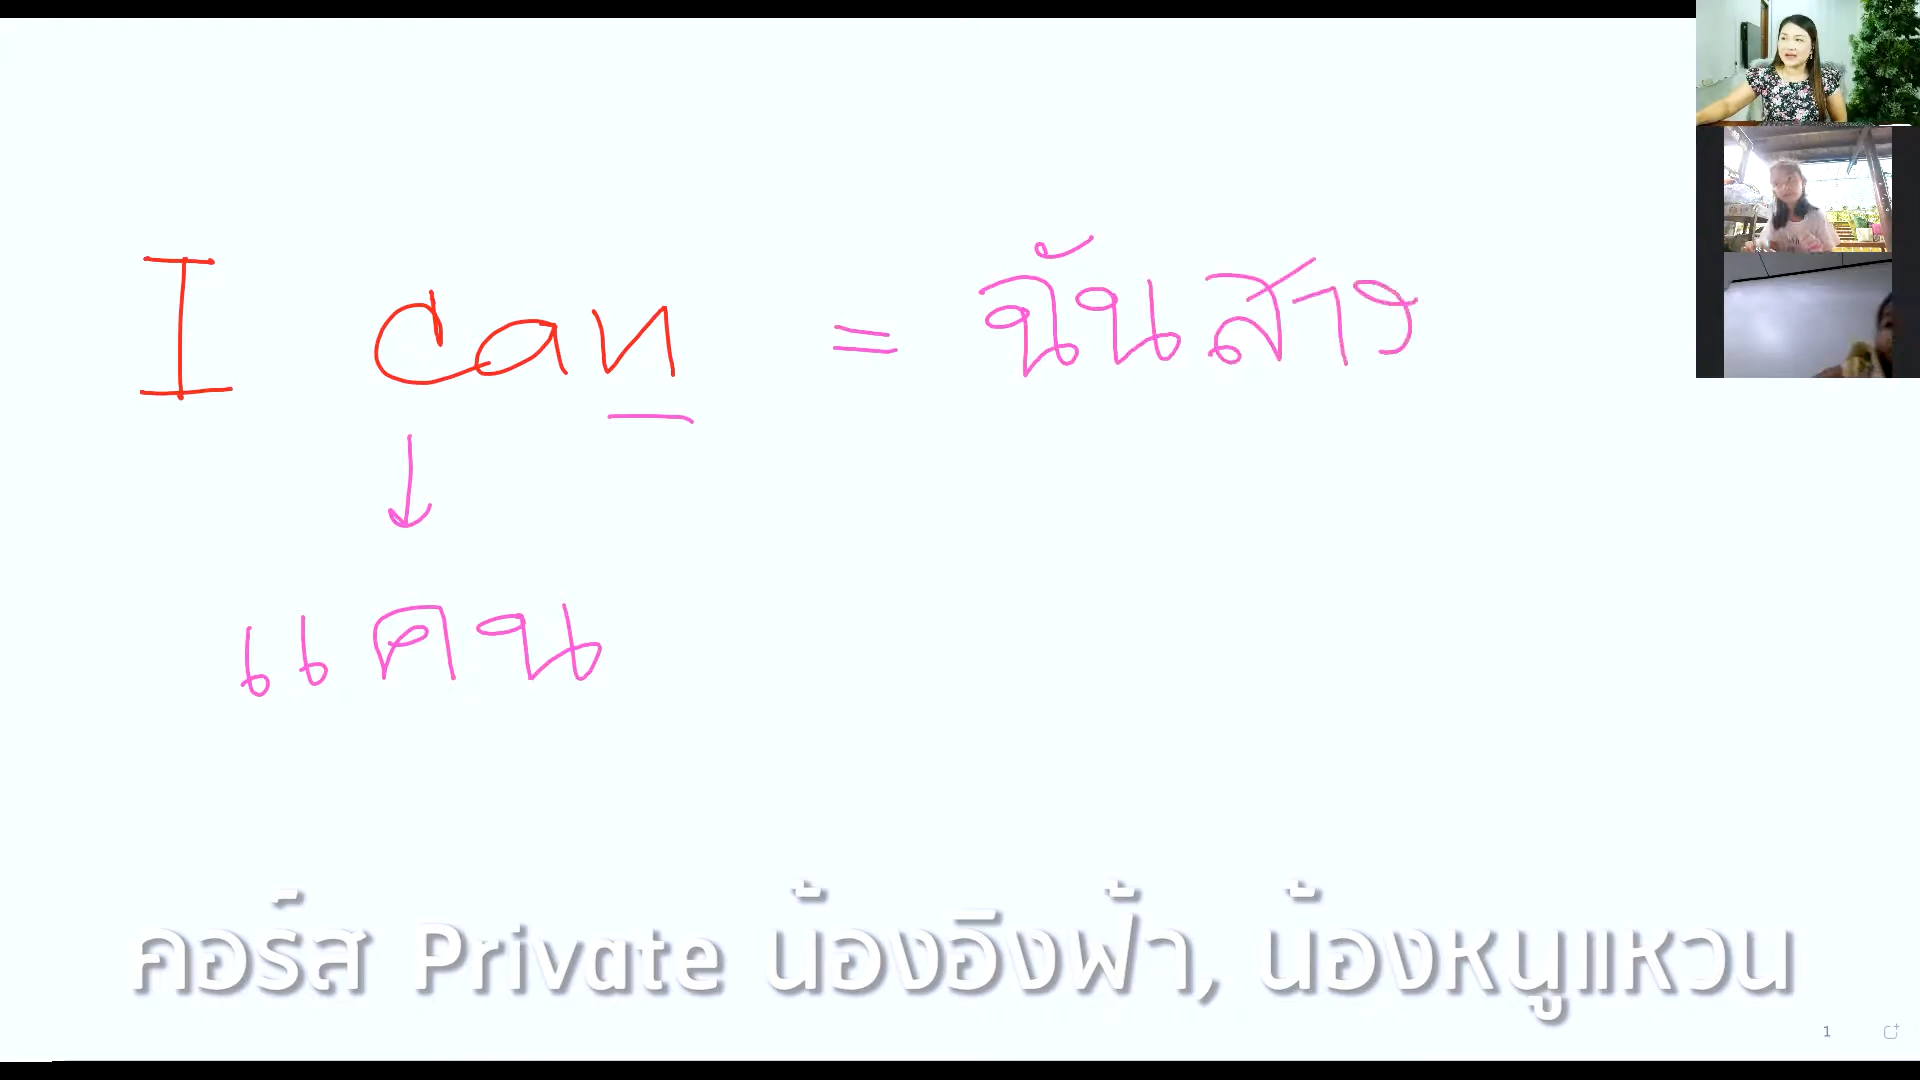 I can = ฉันสาว
แคน
คอร์ส Private น้องอิงฟ้า, น้องหนูแหวน
1